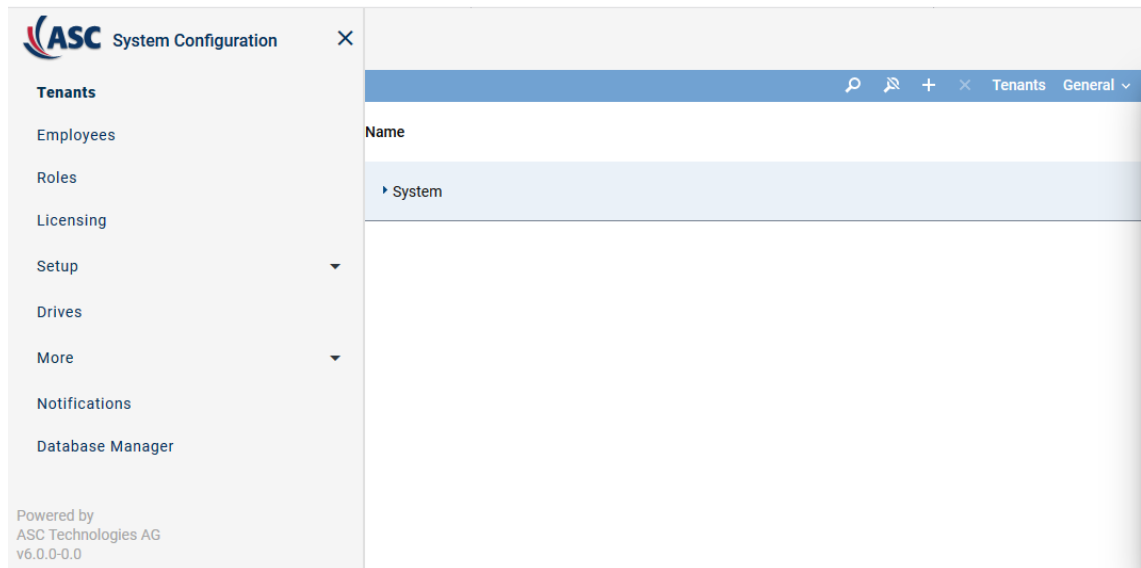 ASC System Configuration
Tenants
Employees
Roles
Licensing
Setup
Drives
More
Notifications
Database Manager
Powered by
ASC Technologies AG
v6.0.0-0.0
Tenants General
Name
System